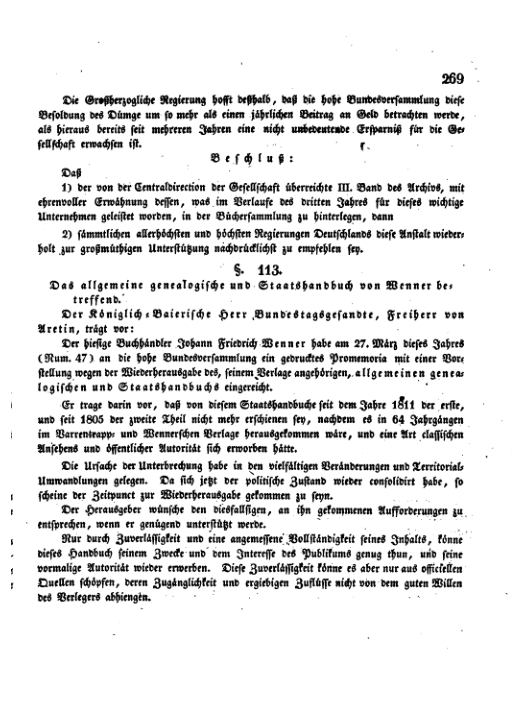 269
Die Großherzogliche Regierung hofft deßhalb, daß die hohe Bundesversammlung diese
Besoldung des Dümge um so mehr als einen jährlichen Beitrag an Geld betrachten werde,
als hieraus bereits seit mehreren Jahren eine nicht unbedeutende Ersparniß für die Ge-
sellschaft erwachsen ist.
Beschluß:
Daß
1) der von der Centraldirection der Gesellschaft überreichte III. Band des Archivs, mit
ehrenvoller Erwähnung dessen, was im Verlaufe des dritten Jahres für dieses wichtige
Unternehmen geleistet worden, in der Büchersammlung zu hinterlegen, dann
2) sämmtlichen allerhöchsten und höchsten Regierungen Deutschlands diese Anstalt wieder-
holt zur großmüthigen Unterstützung nachdrücklichst zu empfehlen sey.
§. 113.
Das allgemeine genealogische und Staatshandbuch von Wenner be-
treffend.
Der Königlich-Baierische Herr Bundestagsgesandte, Freiherr von
Aretin, trägt vor:
Der hiesige Buchhändler Johann Friedrich Wenner habe am 27. März dieses Jahres
(Num. 47) an die hohe Bundesversammlung ein gedrucktes Promemoria mit einer Vor-
stellung wegen der Wiederherausgabe des, seinem Verlage angehörigen, allgemeinen genea-
logischen und Staatshandbuchs eingereicht.
Er trage darin vor, daß von diesem Staatshandbuche seit dem Jahre 1811 der erste,
und seit 1805 der zweite Theil nicht mehr erschienen sey, nachdem es in 64 Jahrgängen
im Varrentrapp- und Wennerschen Verlage herausgekommen wäre, und eine Art classischen
Ansehens und öffentlicher Autorität sich erworben hätte.
Die Ursache der Unterbrechung habe in den vielfältigen Veränderungen und Territorial-
Umwandlungen gelegen. Da sich jetzt der politische Zustand wieder consolidirt habe, so
scheine der Zeitpunct zur Wiederherausgabe gekommen zu seyn.
Der Herausgeber wünsche den diesfallsigen, an ihn gekommenen Aufforderungen zu
entsprechen, wenn er genügend unterstützt werde.
Nur durch Zuverlässigkeit und eine angemessene Vollständigkeit seines Inhalts, könne
dieses Handbuch seinem Zwecke und dem Interesse des Publikums genug thun, und seine
vormalige Autorität wieder erwerben. Diese Zuverlässigkeit könne es aber nur aus officiellen
Quellen schöpfen, deren Zugänglichkeit und ergiebigen Zuflüsse nicht von dem guten Willen
des Verlegers abhiengen.